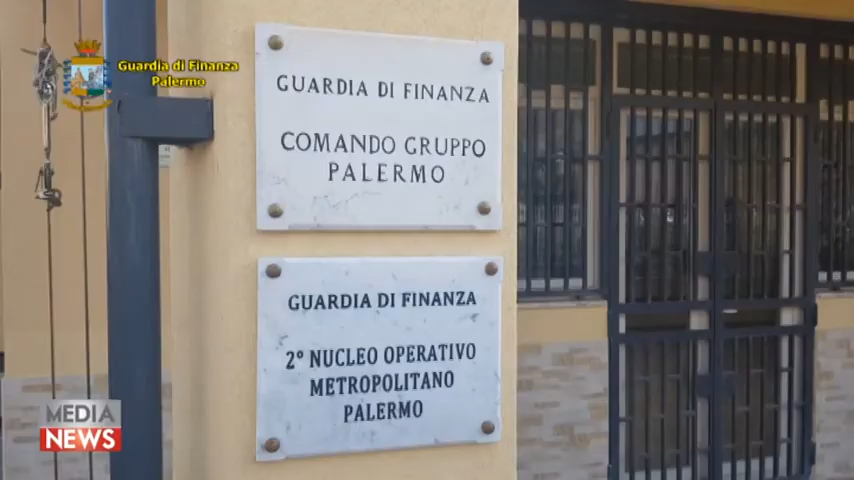 Guardia di Finanza
Palermo
GUARDIA DI FINANZA
COMANDO GRUPPO
PALERMO
GUARDIA DI FINANZA
2° NUCLEO OPERATIVO
METROPOLITANO
PALERMO
MEDIA
NEWS